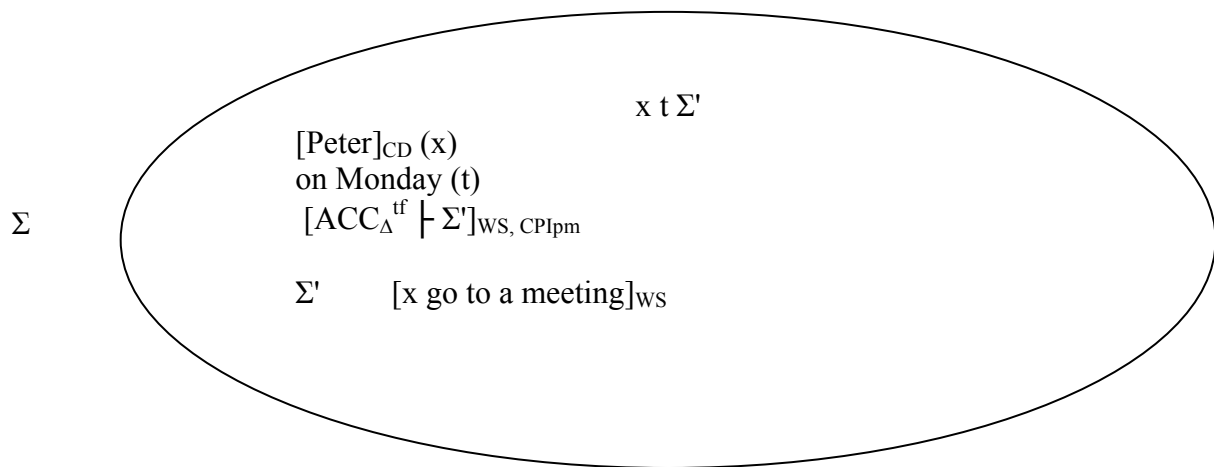 x t Σ'
[Peter]CD (x)
on Monday (t)
Σ [ACCΔtf ├ Σ']WS, CPIpm
Σ' [x go to a meeting]WS